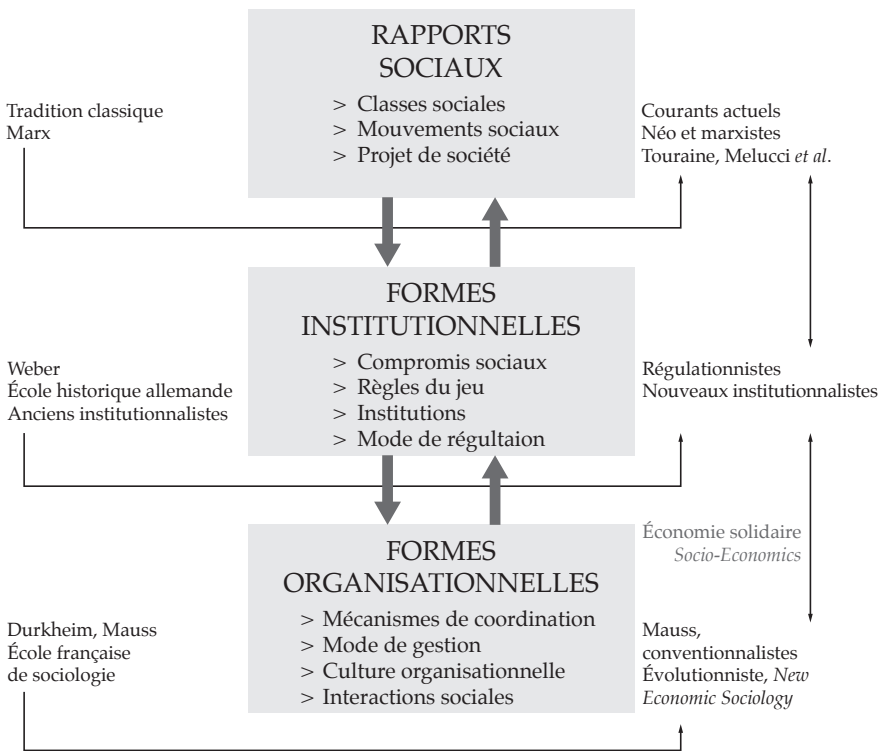 RAPPORTS
SOCIAUX
> Classes sociales
> Mouvements sociaux
> Projet de société
Tradition classique
Marx
Courants actuels
Néo et marxistes
Touraine, Melucci et al.
FORMES
INSTITUTIONNELLES
> Compromis sociaux
> Règles du jeu
> Institutions
> Mode de régultaion
Weber
École historique allemande
Anciens institutionnalistes
Régulationnistes
Nouveaux institutionnalistes
Économie solidaire
Socio-Economics
FORMES
ORGANISATIONNELLES
> Mécanismes de coordination
> Mode de gestion
> Culture organisationnelle
> Interactions sociales
Durkheim, Mauss
École française
de sociologie
Mauss,
conventionnalistes
Évolutionniste, New
Economic Sociology